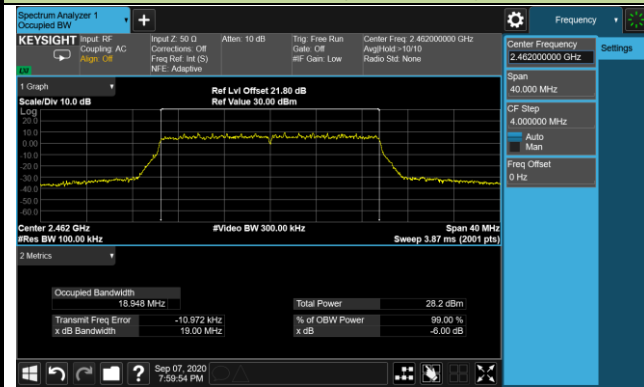 Spectrum Analyzer 1
Occupied BW
Frequency
KEYSIGHT
Input: RF
Coupling: AC
Align: Off
Input Z: 50 Ω
Corrections: Off
Freq Ref: Int (S)
NFE: Adaptive
Atten: 10 dB
Trig: Free Run
Gate: Off
#IF Gain: Low
Center Freq: 2.462000000 GHz
Avg|Hold:>10/10
Radio Std: None
Center Frequency
2.462000000 GHz
Settings
Span
40.000 MHz
CF Step
4.000000 MHz
Auto
Man
Freq Offset
0 Hz
1 Graph
Scale/Div 10.0 dB
Ref Lvl Offset 21.80 dB
Ref Value 30.00 dBm
Log
20.0
10.0
0.00
-10.0
-20.0
-30.0
-40.0
-50.0
-60.0
Center 2.462 GHz
#Res BW 100.00 kHz
#Video BW 300.00 kHz
Span 40 MHz
Sweep 3.87 ms (2001 pts)
2 Metrics
Occupied Bandwidth
18.948 MHz
Total Power 28.2 dBm
Transmit Freq Error -10.972 kHz
% of OBW Power 99.00 %
x dB Bandwidth 19.00 MHz
x dB -6.00 dB
Sep 07, 2020
7:59:54 PM